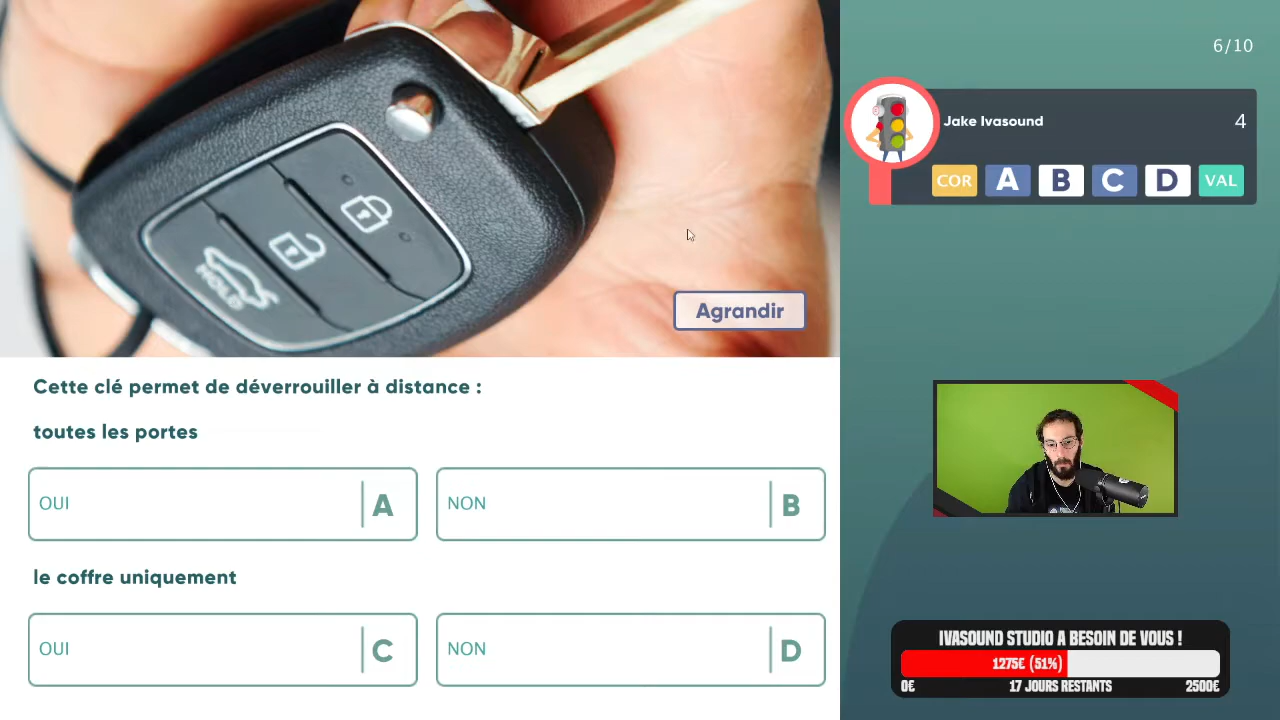 HOLD
Agrandir
Cette clé permet de déverrouiller à distance :
toutes les portes
OUI
A
NON
B
le coffre uniquement
OUI
C
NON
D
6/10
Jake Ivasound
4
COR
A
B
C
D
VAL
IVASOUND STUDIO A BESOIN DE VOUS !
1275€ (51%)
0€
17 JOURS RESTANTS
2500€